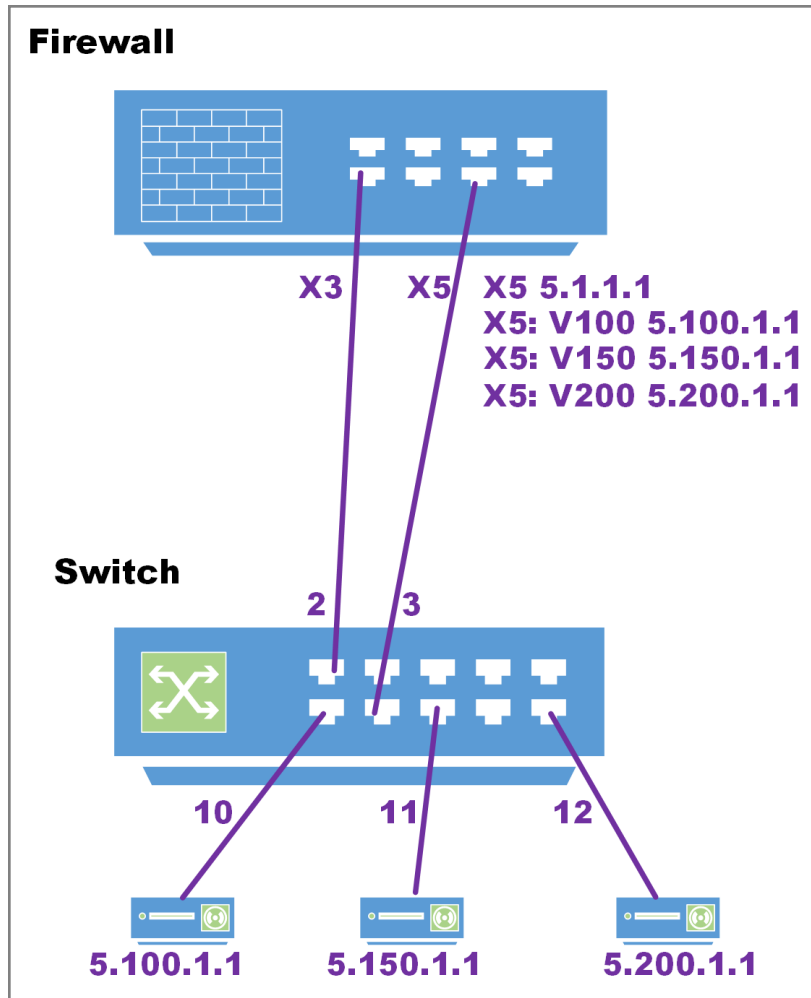 Firewall
X3
X5
X5 5.1.1.1
X5: V100 5.100.1.1
X5: V150 5.150.1.1
X5: V200 5.200.1.1
Switch
2
3
10
11
12
5.100.1.1
5.150.1.1
5.200.1.1